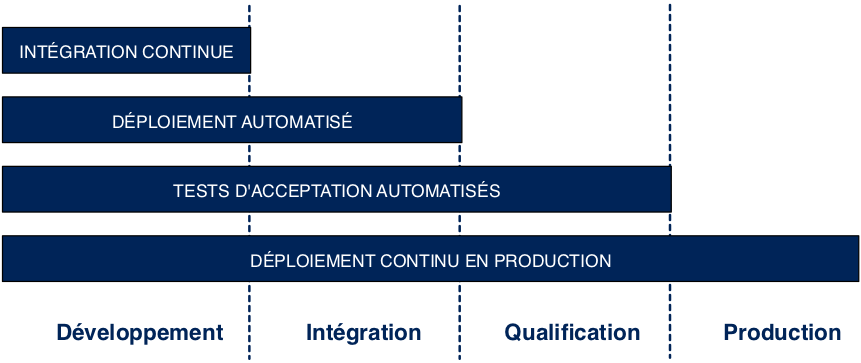 INTÉGRATION CONTINUE
DÉPLOIEMENT AUTOMATISÉ
TESTS D'ACCEPTATION AUTOMATISÉS
DÉPLOIEMENT CONTINU EN PRODUCTION
Développement Intégration Qualification Production